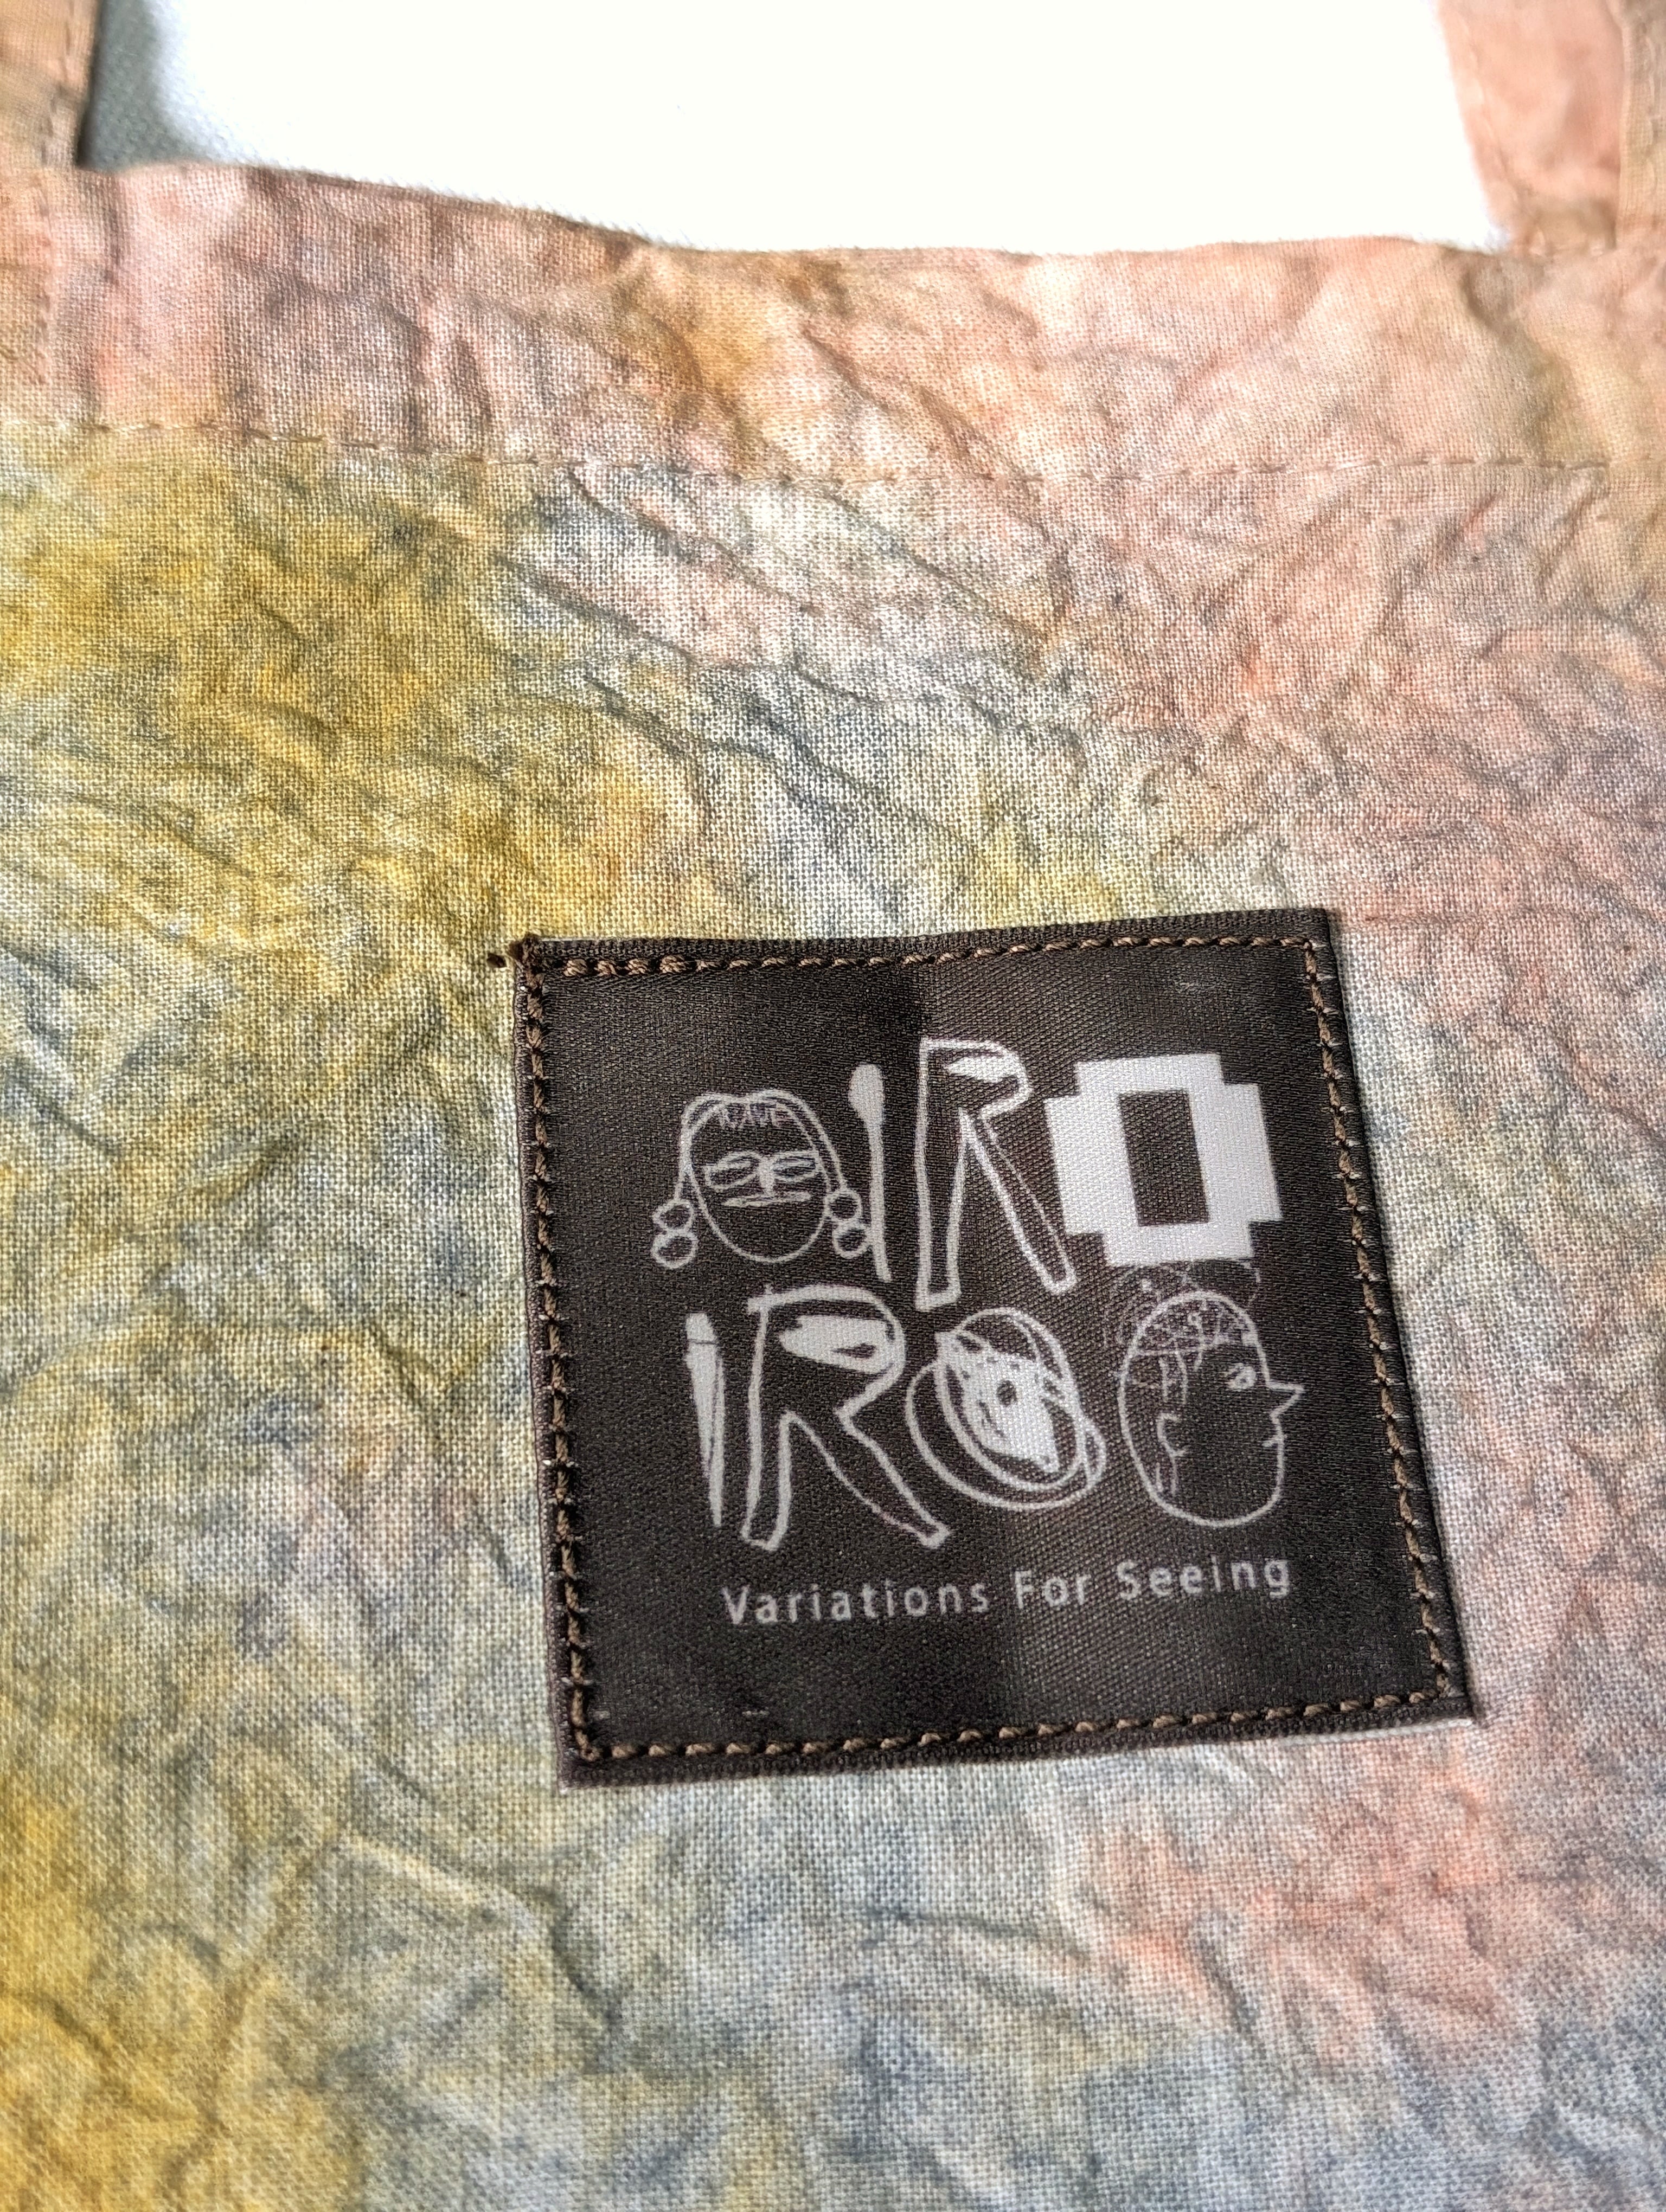 IRO
IRO
Variations For Seeing